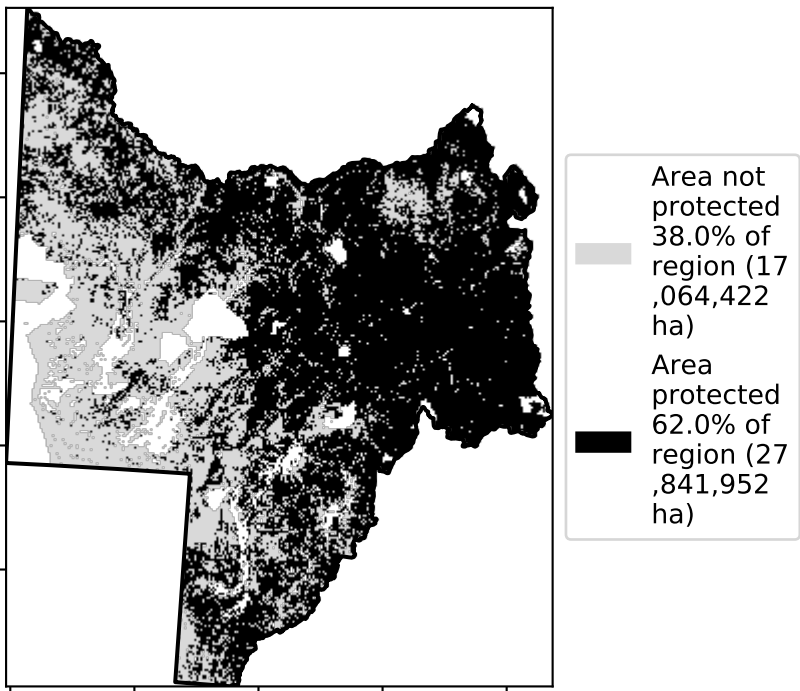 Area not
protected
38.0% of
region (17
,064,422
ha)
Area
protected
62.0% of
region (27
,841,952
ha)